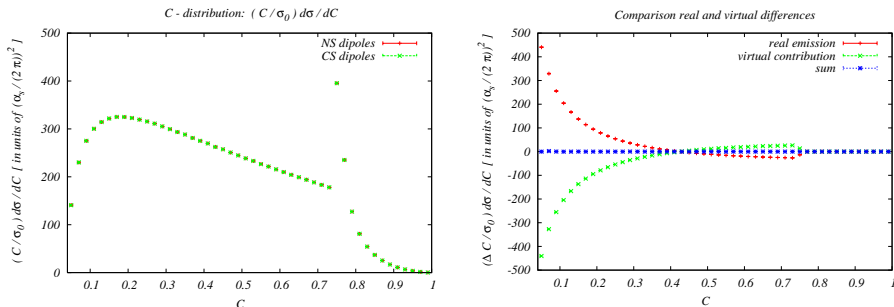 C - distribution: ( C / σ0 ) dσ / dC
( C / σ0 ) dσ / dC [ in units of (αs / (2 π))² ]
500
400
300
200
100
0
NS dipoles
CS dipoles
0.1 0.2 0.3 0.4 0.5 0.6 0.7 0.8 0.9 1
C
Comparison real and virtual differences
(Δ C / σ0 ) dσ / dC [ in units of (αs / (2 π))² ]
500
400
300
200
100
0
-100
-200
-300
-400
-500
real emission
virtual contribution
sum
0.1 0.2 0.3 0.4 0.5 0.6 0.7 0.8 0.9 1
C